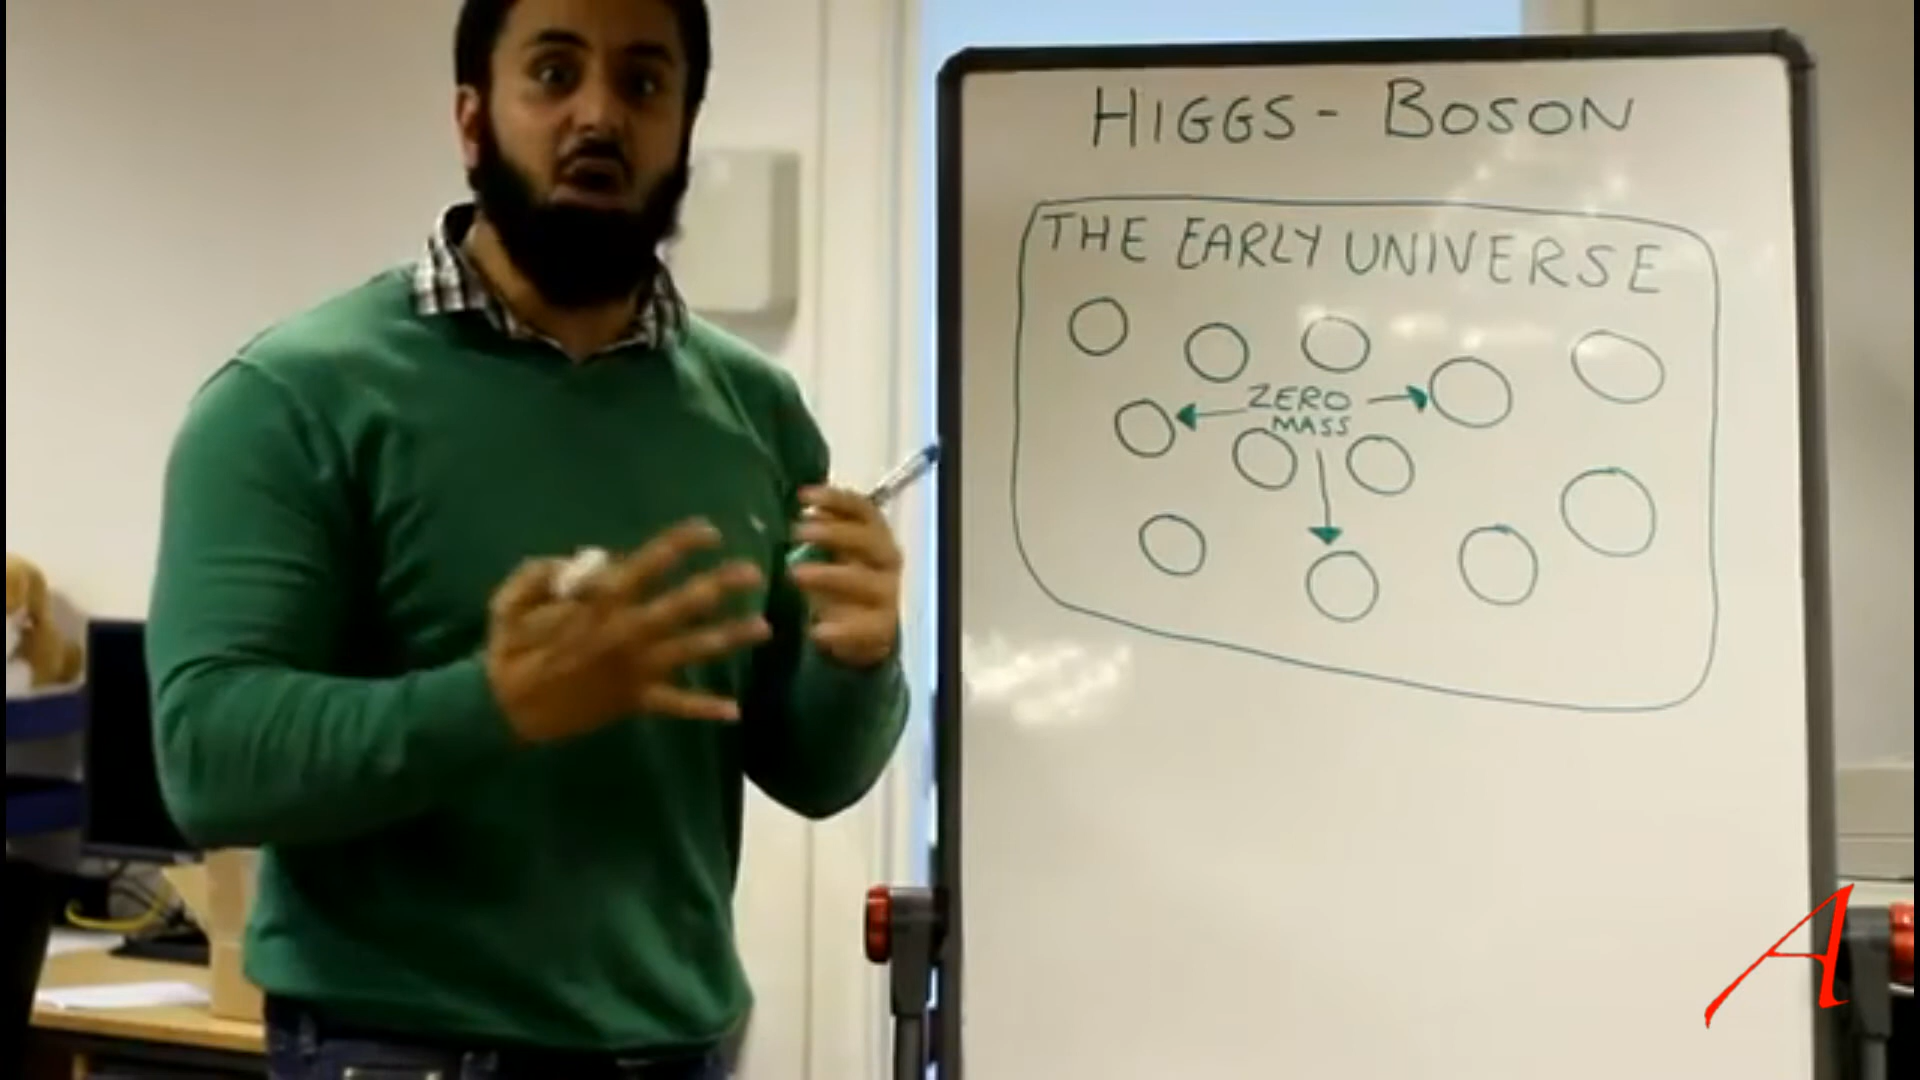 HIGGS - BOSON
THE EARLY UNIVERSE
ZERO
MASS
A